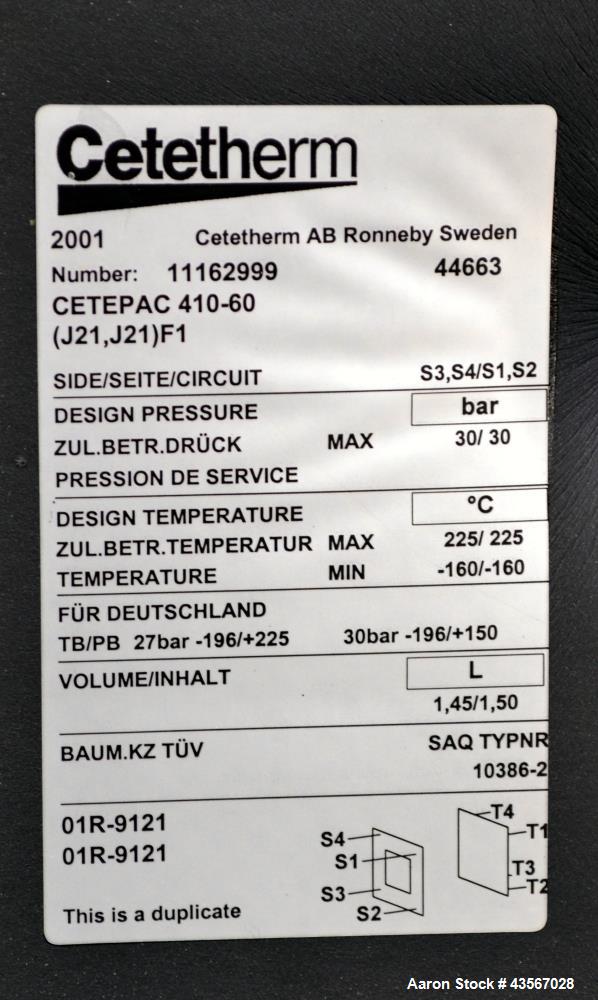 Cetetherm
2001 Cetetherm AB Ronneby Sweden
Number: 11162999 44663
CETEPAC 410-60
(J21,J21)F1
SIDE/SEITE/CIRCUIT S3,S4/S1,S2
DESIGN PRESSURE bar
ZUL.BETR.DRÜCK MAX 30/ 30
PRESSION DE SERVICE
DESIGN TEMPERATURE °C
ZUL.BETR.TEMPERATUR MAX 225/ 225
TEMPERATURE MIN -160/-160
FÜR DEUTSCHLAND
TB/PB 27bar -196/+225 30bar -196/+150
VOLUME/INHALT L
1,45/1,50
BAUM.KZ TÜV SAQ TYPNR
10386-2
01R-9121
01R-9121
S4
S1
S3
S2
T4
T1
T3
T2
This is a duplicate
Aaron Stock # 43567028